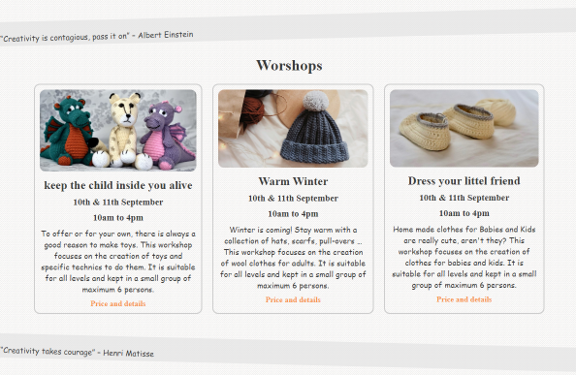 "Creativity is contagious, pass it on" – Albert Einstein
Worshops
keep the child inside you alive
10th & 11th September
10am to 4pm
To offer or for your own, there is always a
good reason to make toys. This workshop
focuses on the creation of toys and
specific technics to do them. It is suitable
for all levels and kept in a small group of
maximum 6 persons.
Price and details
Warm Winter
10th & 11th September
10am to 4pm
Winter is coming! Stay warm with a
collection of hats, scarfs, pull-overs ...
This workshop focuses on the creation
of wool clothes for adults. It is suitable
for all levels and kept in a small group of
maximum 6 persons.
Price and details
Dress your littel friend
10th & 11th September
10am to 4pm
Home made clothes for Babies and Kids
are really cute, aren't they? This
workshop focuses on the creation of
clothes for babies and kids. It is
suitable for all levels and kept in a small
group of maximum 6 persons.
Price and details
"Creativity takes courage" – Henri Matisse